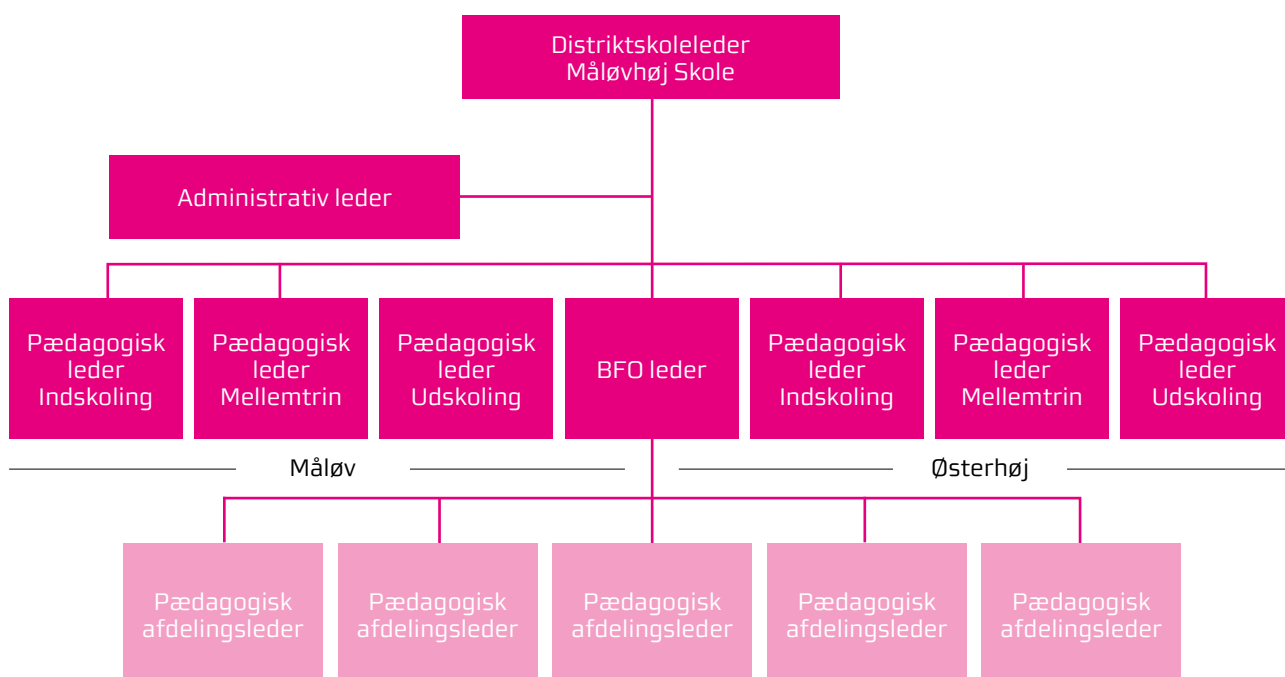 Distriktskoleleder
Måløvhøj Skole
Administrativ leder
Pædagogisk
leder
Indskoling
Pædagogisk
leder
Mellemtrin
Pædagogisk
leder
Udskoling
BFO leder
Pædagogisk
leder
Indskoling
Pædagogisk
leder
Mellemtrin
Pædagogisk
leder
Udskoling
Måløv
Østerhøj
Pædagogisk
afdelingsleder
Pædagogisk
afdelingsleder
Pædagogisk
afdelingsleder
Pædagogisk
afdelingsleder
Pædagogisk
afdelingsleder